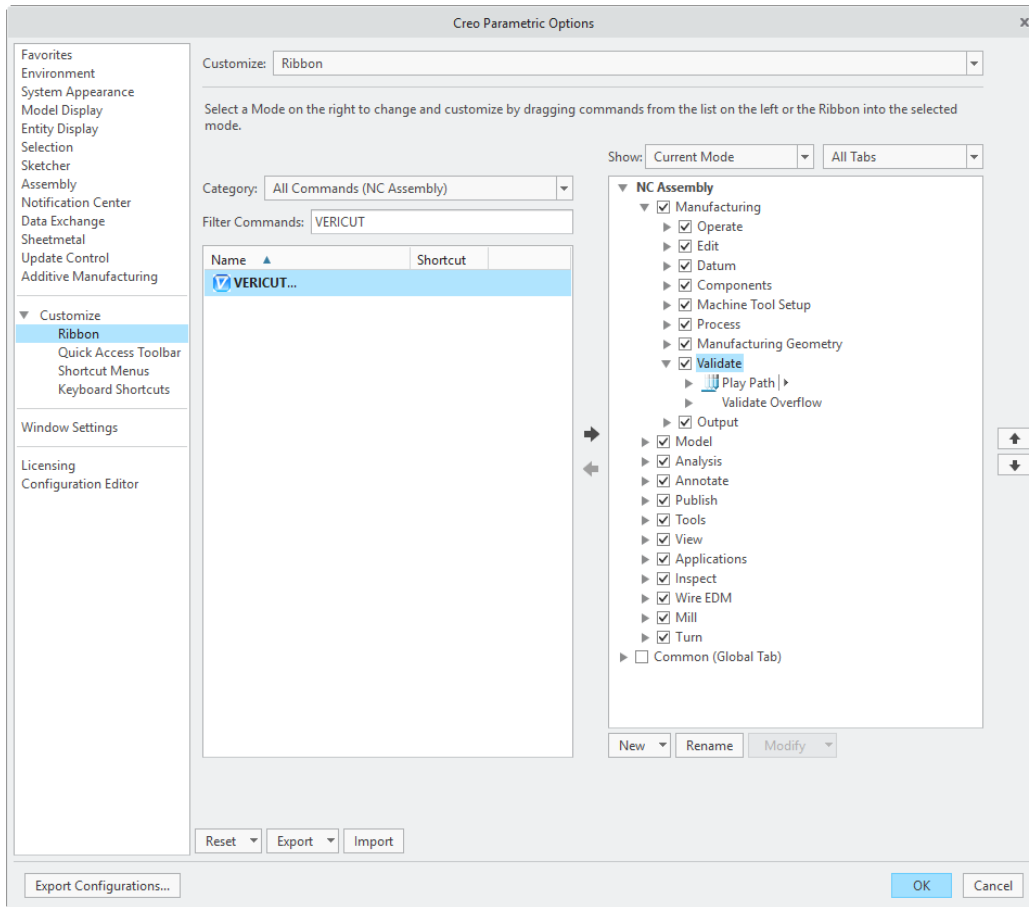 Creo Parametric Options
x
Favorites
Environment
System Appearance
Model Display
Entity Display
Selection
Sketcher
Assembly
Notification Center
Data Exchange
Sheetmetal
Update Control
Additive Manufacturing
Customize
Ribbon
Quick Access Toolbar
Shortcut Menus
Keyboard Shortcuts
Window Settings
Licensing
Configuration Editor
Customize: Ribbon
Select a Mode on the right to change and customize by dragging commands from the list on the left or the Ribbon into the selected
mode.
Category: All Commands (NC Assembly)
Filter Commands: VERICUT
Name Shortcut
VERICUT...
Show: Current Mode All Tabs
NC Assembly
Manufacturing
Operate
Edit
Datum
Components
Machine Tool Setup
Process
Manufacturing Geometry
Validate
Play Path
Validate Overflow
Output
Model
Analysis
Annotate
Publish
Tools
View
Applications
Inspect
Wire EDM
Mill
Turn
Common (Global Tab)
New Rename Modify
Reset Export Import
Export Configurations... OK Cancel